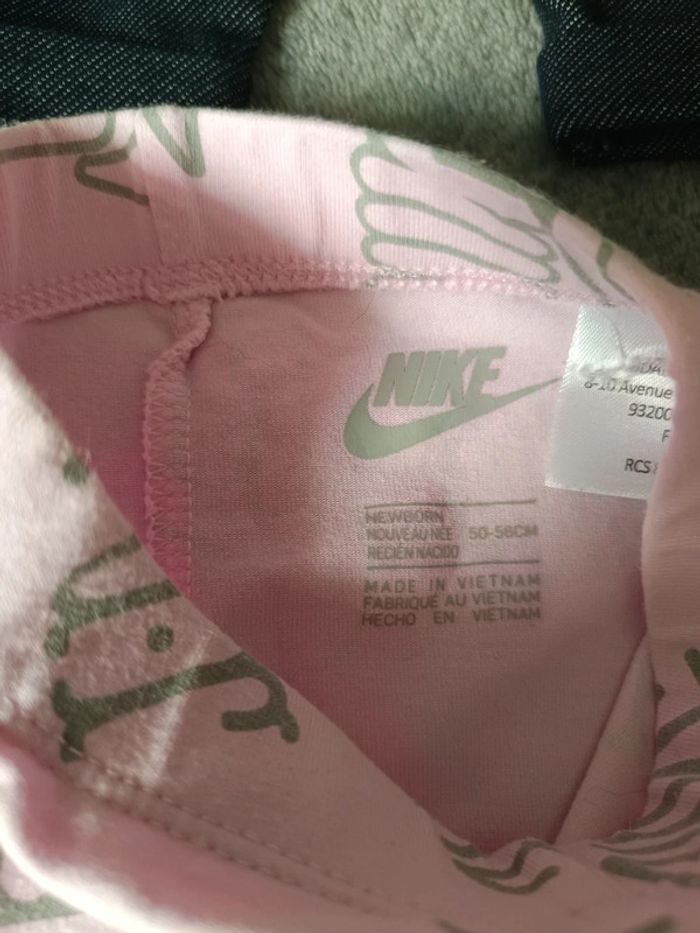 NIKE
8-10 Avenue
93200
F
RCS
NEWBORN
NOUVEAU NÉE 50-56CM
RECIÉN NACIDO
MADE IN VIETNAM
FABRIQUÉ AU VIETNAM
HECHO EN VIETNAM